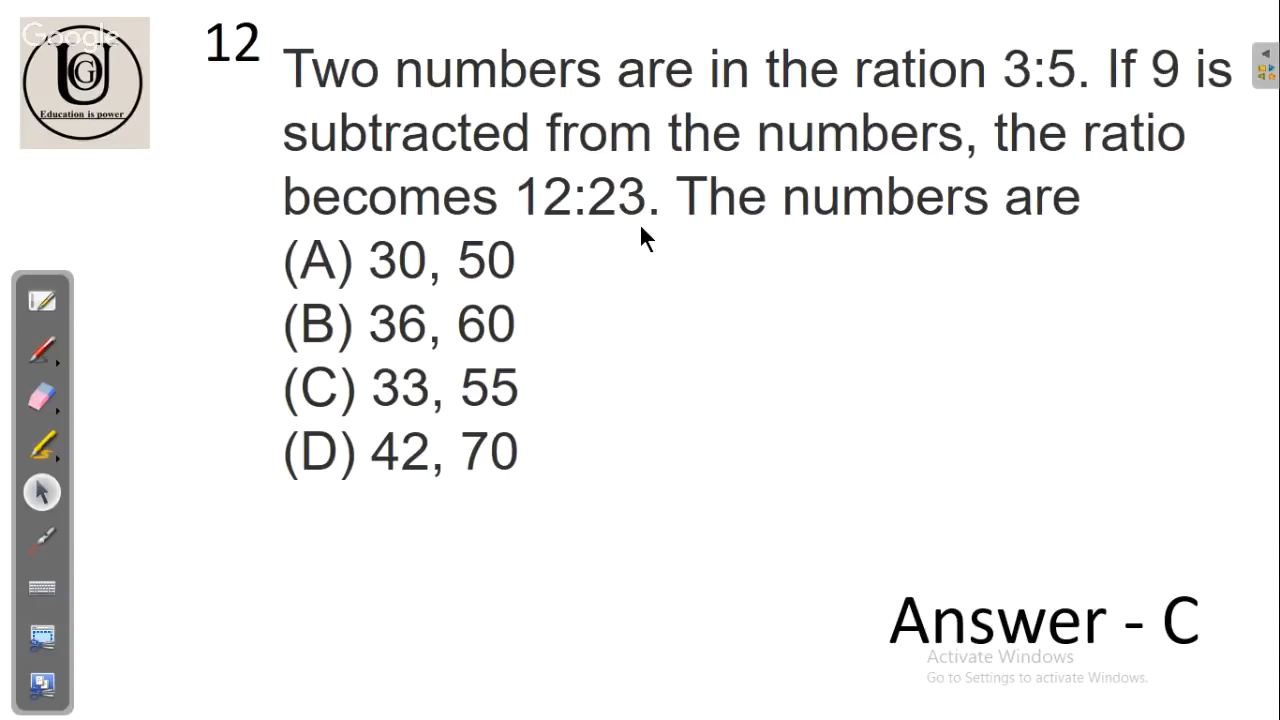 Google
UGO
Education is power
12
Two numbers are in the ration 3:5. If 9 is
subtracted from the numbers, the ratio
becomes 12:23. The numbers are
(A) 30, 50
(B) 36, 60
(C) 33, 55
(D) 42, 70
Answer - C
Activate Windows
Go to Settings to activate Windows.